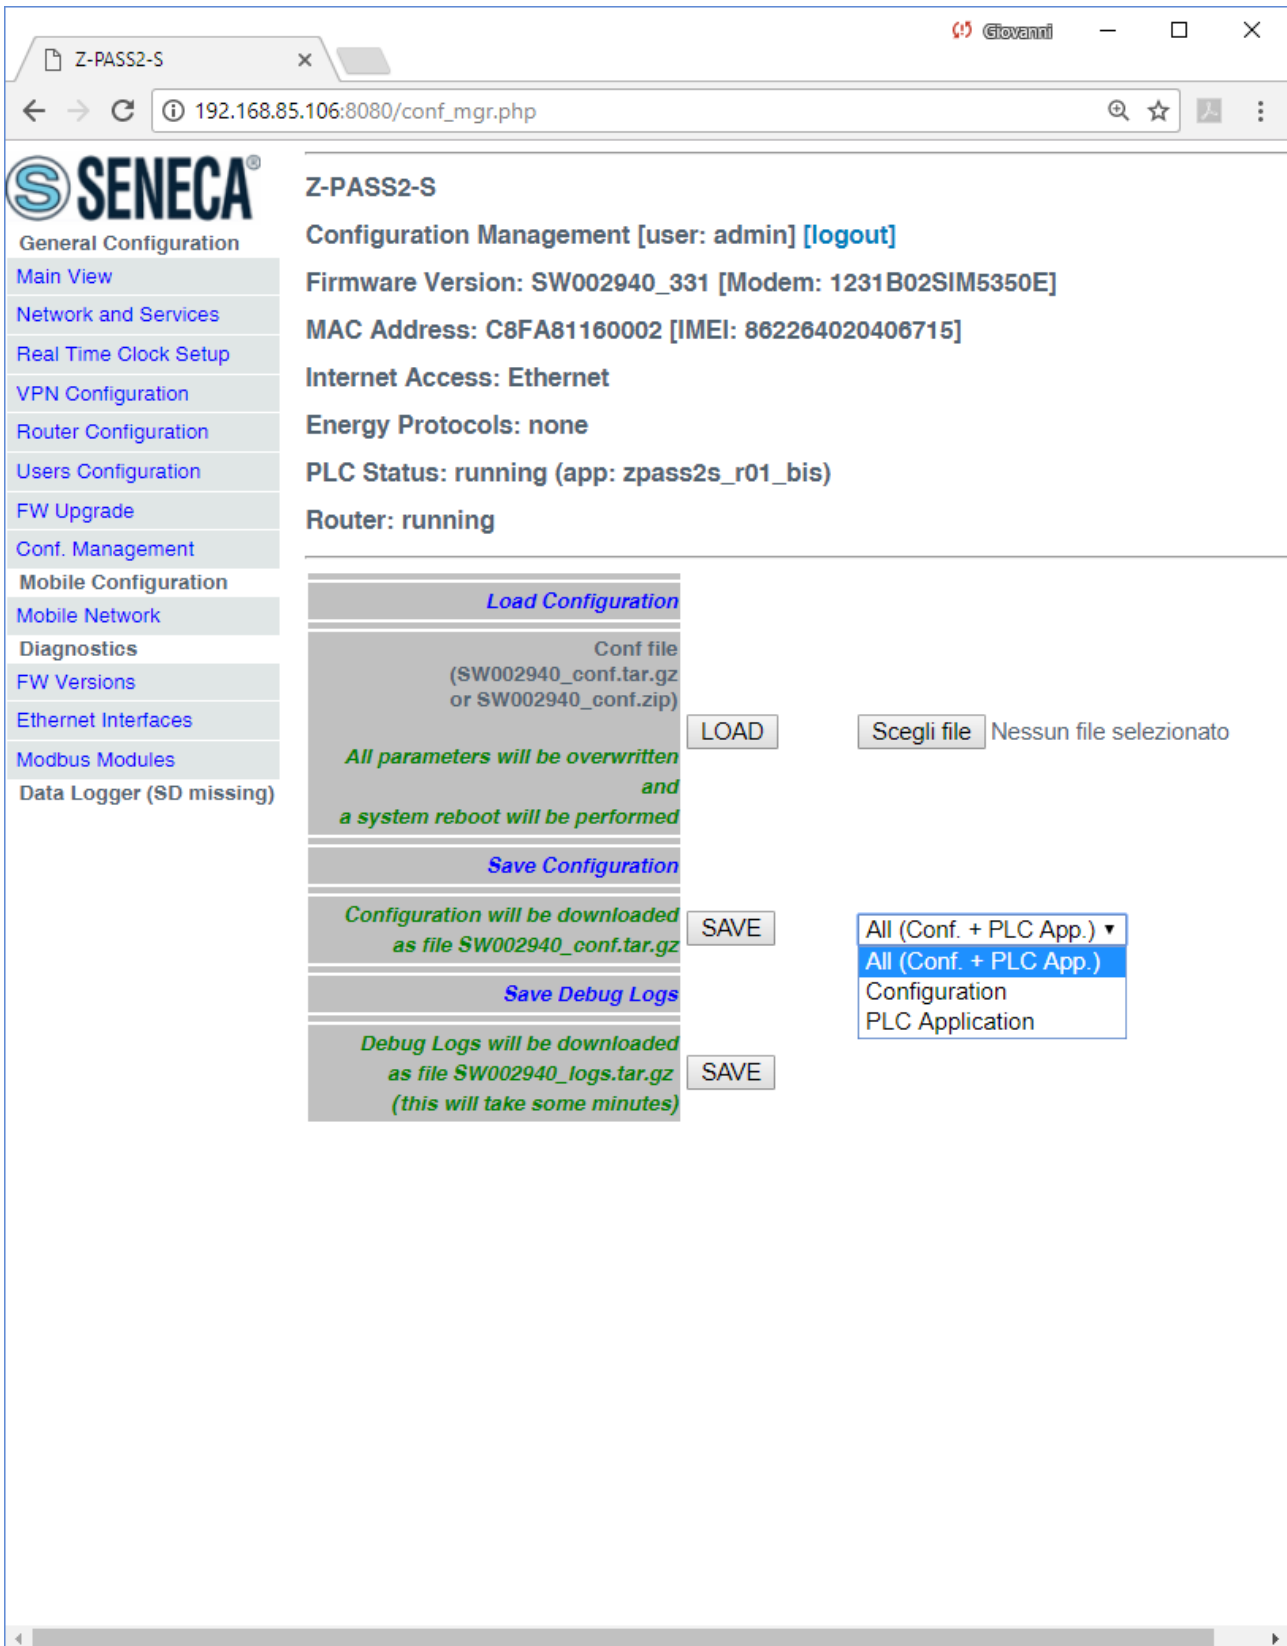 Giovanni
Z-PASS2-S
192.168.85.106:8080/conf_mgr.php
SENECA®
General Configuration
Main View
Network and Services
Real Time Clock Setup
VPN Configuration
Router Configuration
Users Configuration
FW Upgrade
Conf. Management
Mobile Configuration
Mobile Network
Diagnostics
FW Versions
Ethernet Interfaces
Modbus Modules
Data Logger (SD missing)
Z-PASS2-S
Configuration Management [user: admin] [logout]
Firmware Version: SW002940_331 [Modem: 1231B02SIM5350E]
MAC Address: C8FA81160002 [IMEI: 862264020406715]
Internet Access: Ethernet
Energy Protocols: none
PLC Status: running (app: zpass2s_r01_bis)
Router: running
Load Configuration
Conf file
(SW002940_conf.tar.gz
or SW002940_conf.zip)
All parameters will be overwritten
and
a system reboot will be performed
LOAD
Scegli file Nessun file selezionato
Save Configuration
Configuration will be downloaded
as file SW002940_conf.tar.gz
SAVE
All (Conf. + PLC App.)
All (Conf. + PLC App.)
Configuration
PLC Application
Save Debug Logs
Debug Logs will be downloaded
as file SW002940_logs.tar.gz
(this will take some minutes)
SAVE